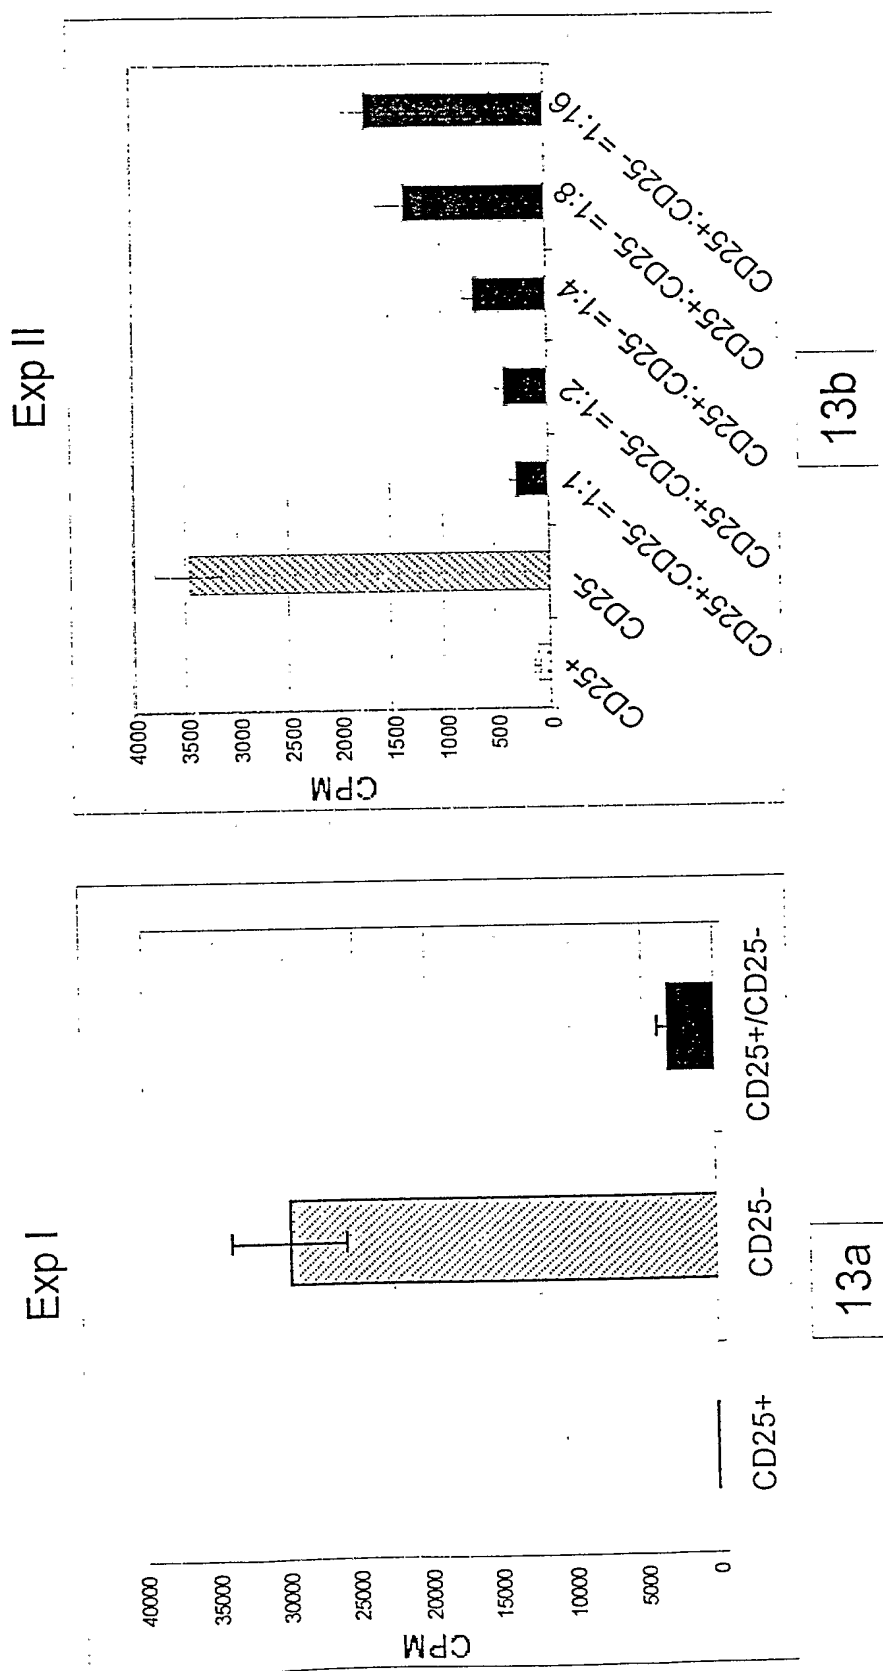 Exp I
40000
35000
30000
25000
20000
15000
10000
5000
0
CPM
CD25+
CD25-
CD25+/CD25-
13a
Exp II
4000
3500
3000
2500
2000
1500
1000
500
0
CPM
CD25+
CD25-
CD25+:CD25- =1:1
CD25+:CD25- =1:2
CD25+:CD25- =1:4
CD25+:CD25- =1:8
CD25+:CD25- =1:16
13b